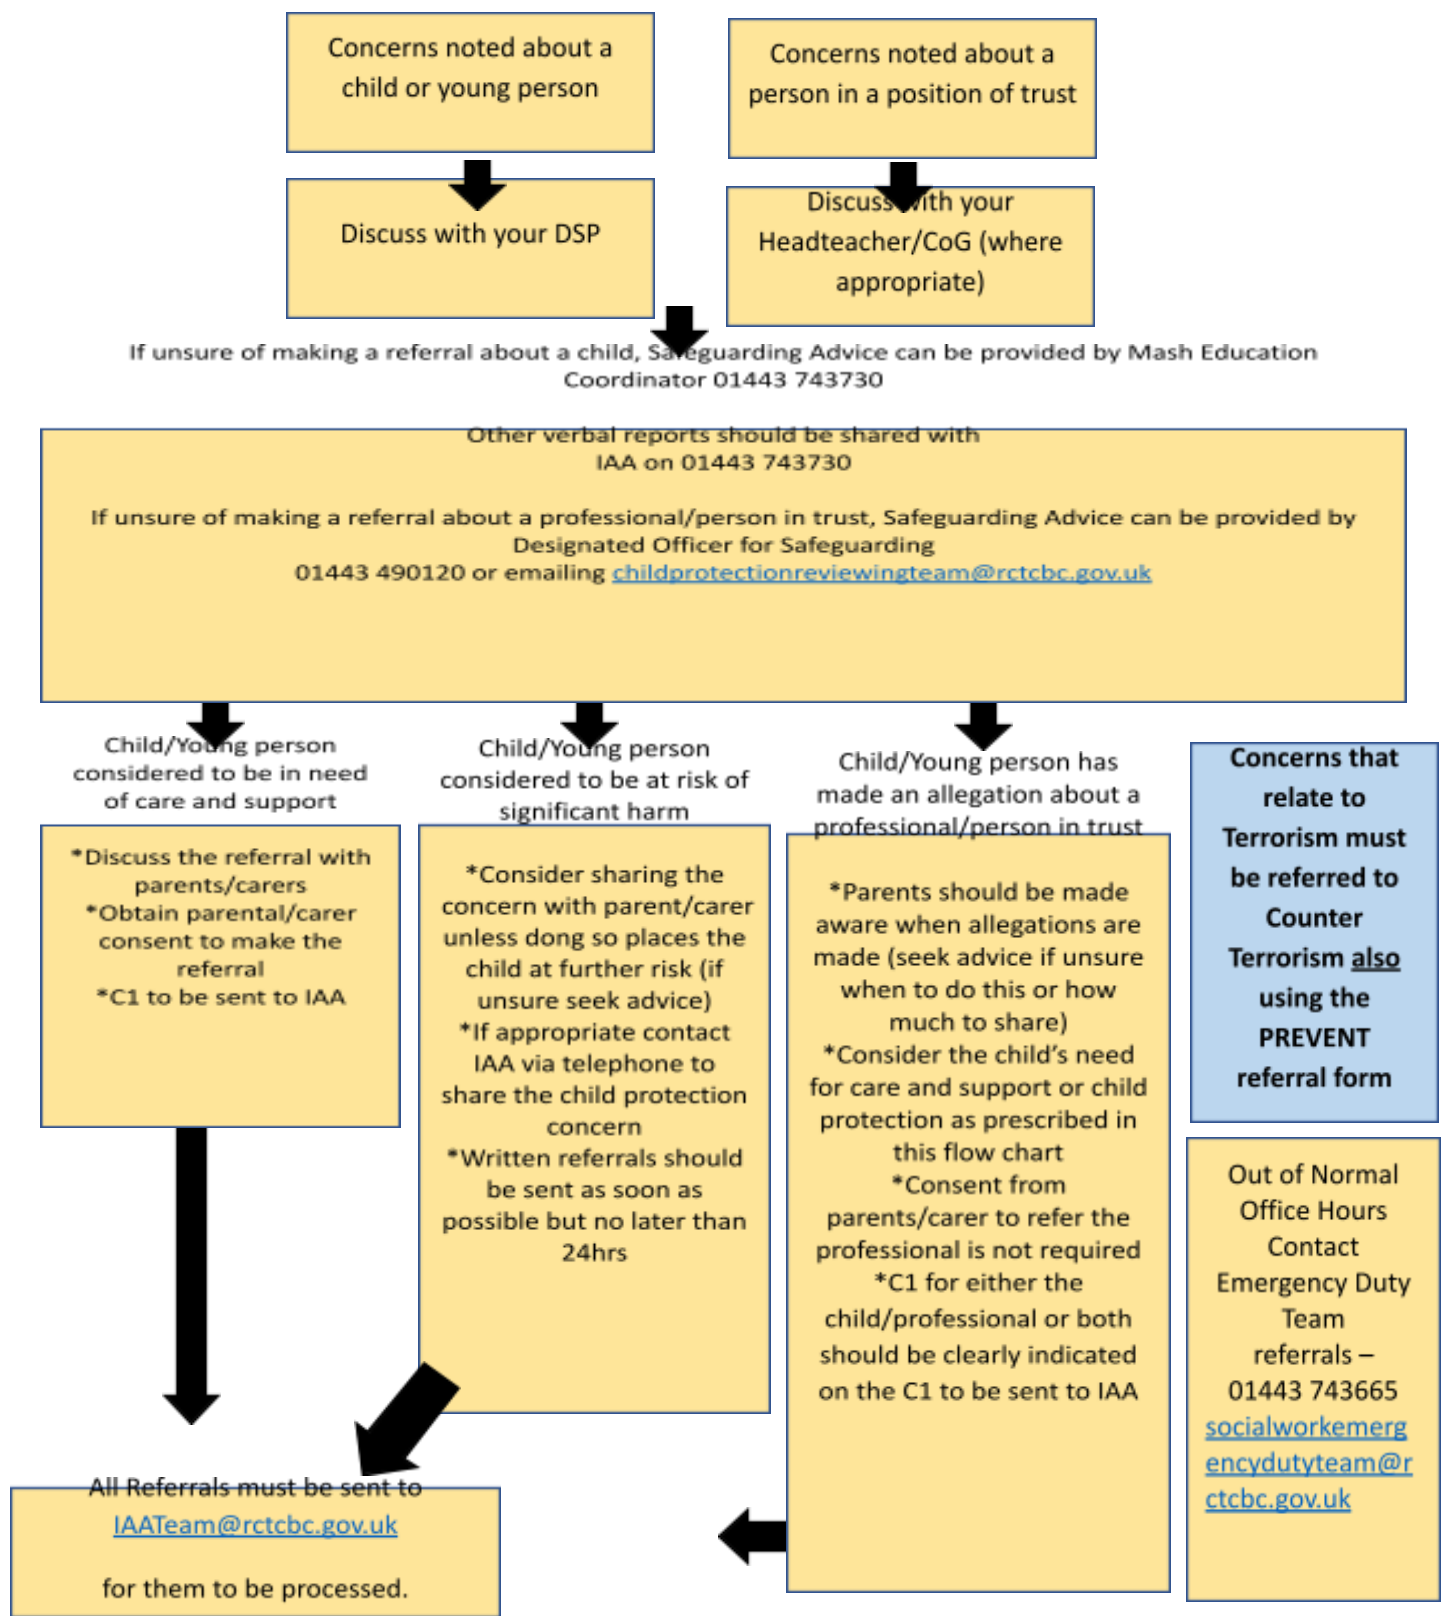 Concerns noted about a
child or young person
Concerns noted about a
person in a position of trust
Discuss with your DSP
Discuss with your
Headteacher/CoG (where
appropriate)
If unsure of making a referral about a child, Safeguarding Advice can be provided by Mash Education
Coordinator 01443 743730
Other verbal reports should be shared with
IAA on 01443 743730
If unsure of making a referral about a professional/person in trust, Safeguarding Advice can be provided by
Designated Officer for Safeguarding
01443 490120 or emailing childprotectionreviewingteam@rctcbc.gov.uk
Child/Young person
considered to be in need
of care and support
*Discuss the referral with
parents/carers
*Obtain parental/carer
consent to make the
referral
*C1 to be sent to IAA
Child/Young person
considered to be at risk of
significant harm
*Consider sharing the
concern with parent/carer
unless dong so places the
child at further risk (if
unsure seek advice)
*If appropriate contact
IAA via telephone to
share the child protection
concern
*Written referrals should
be sent as soon as
possible but no later than
24hrs
Child/Young person has
made an allegation about a
professional/person in trust
*Parents should be made
aware when allegations are
made (seek advice if unsure
when to do this or how
much to share)
*Consider the child's need
for care and support or child
protection as prescribed in
this flow chart
*Consent from
parents/carer to refer the
professional is not required
*C1 for either the
child/professional or both
should be clearly indicated
on the C1 to be sent to IAA
Concerns that
relate to
Terrorism must
be referred to
Counter
Terrorism also
using the
PREVENT
referral form
Out of Normal
Office Hours
Contact
Emergency Duty
Team
referrals –
01443 743665
socialworkemerg
encydutyteam@r
ctcbc.gov.uk
All Referrals must be sent to
IAATeam@rctcbc.gov.uk
for them to be processed.